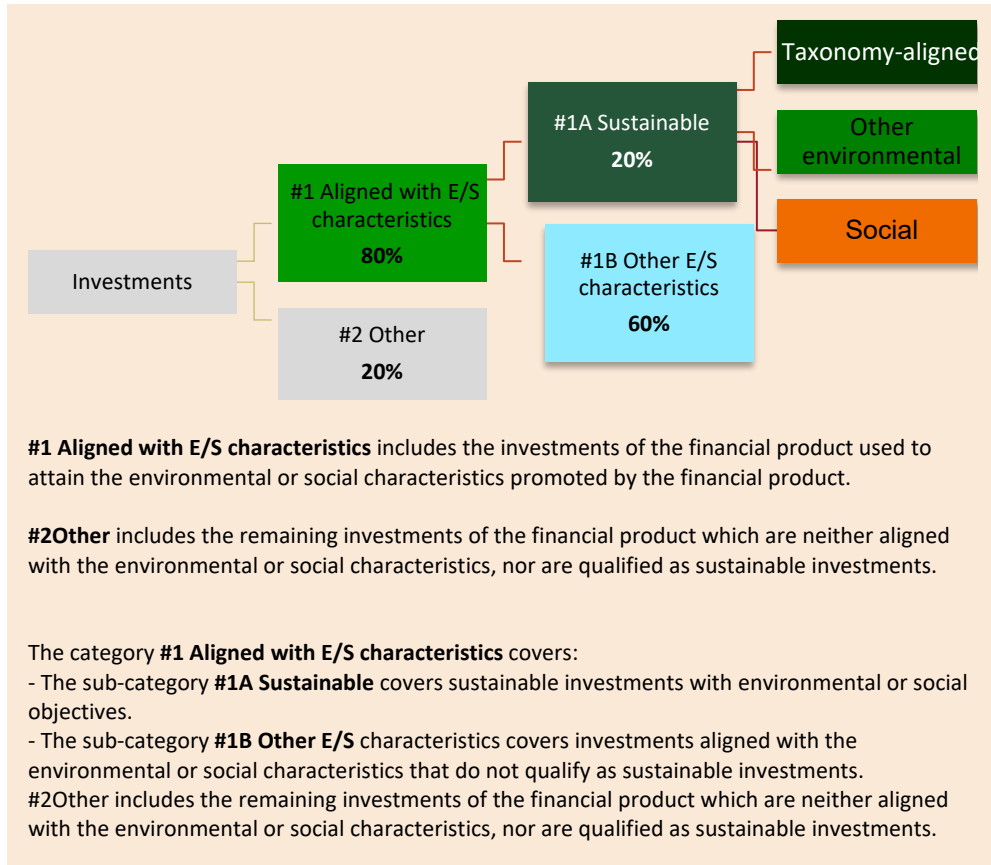 Taxonomy-aligned
#1A Sustainable
20%
Other
environmental
#1 Aligned with E/S
characteristics
80%
Social
#1B Other E/S
characteristics
60%
Investments
#2 Other
20%
#1 Aligned with E/S characteristics includes the investments of the financial product used to
attain the environmental or social characteristics promoted by the financial product.
#2Other includes the remaining investments of the financial product which are neither aligned
with the environmental or social characteristics, nor are qualified as sustainable investments.
The category #1 Aligned with E/S characteristics covers:
- The sub-category #1A Sustainable covers sustainable investments with environmental or social
objectives.
- The sub-category #1B Other E/S characteristics covers investments aligned with the
environmental or social characteristics that do not qualify as sustainable investments.
#2Other includes the remaining investments of the financial product which are neither aligned
with the environmental or social characteristics, nor are qualified as sustainable investments.